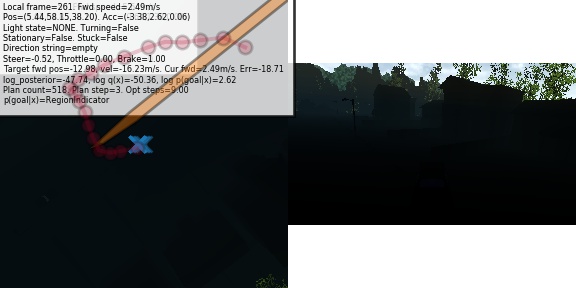 Local frame=261. Fwd.speed=2.49m/s
Pos=(5.44,58.15,38.20). Acc=(-3.38,2.62,0.06)
Light state=NONE. Turning=False
Stationary=False. Stuck=False
Direction string=empty
Steer=-0.52, Throttle=0.00, Brake=1.00
Target fwd pos=-12.98, vel=-16.23m/s. Cur fwd=2.49m/s. Err=-18.71
log_posterior=-47.74, log q(x)=-50.36, log p(goal|x)=2.62
Plan count=518, Plan step=3. Opt steps=9.00
p(goal|x)=RegionIndicator